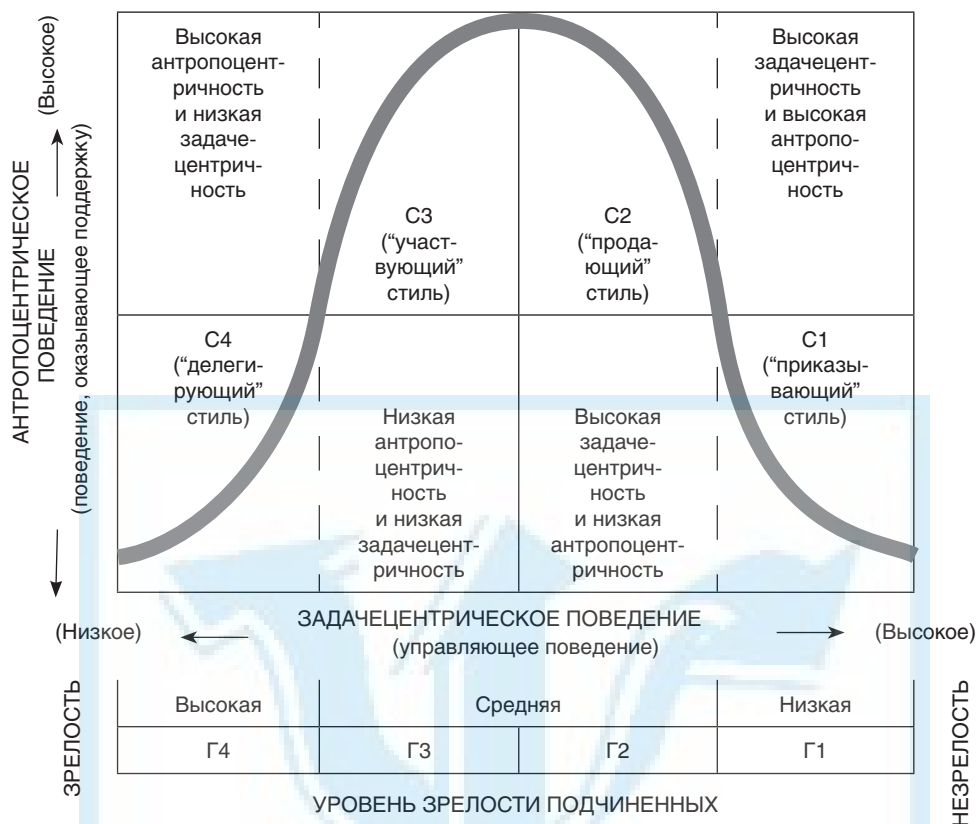 Высокая
антропоцент-
ричность
и низкая
задаче-
центрич-
ность
Высокая
задачецент-
ричность
и высокая
антропо-
центрич-
ность
С3
(“участ-
вующий”
стиль)
С2
(“прода-
ющий”
стиль)
С4
(“делеги-
рующий”
стиль)
С1
(“приказы-
вающий”
стиль)
Низкая
антропо-
центрич-
ность
и низкая
задачецент-
ричность
Высокая
задаче-
центрич-
ность
и низкая
антропоцент-
ричность
АНТРОПОЦЕНТРИЧЕСКОЕ
ПОВЕДЕНИЕ
(поведение, оказывающее поддержку)
(Высокое)
(Низкое)
ЗАДАЧЕЦЕНТРИЧЕСКОЕ ПОВЕДЕНИЕ
(управляющее поведение)
(Высокое)
ЗРЕЛОСТЬ
Высокая
Средняя
Низкая
Г4
Г3
Г2
Г1
НЕЗРЕЛОСТЬ
УРОВЕНЬ ЗРЕЛОСТИ ПОДЧИНЕННЫХ